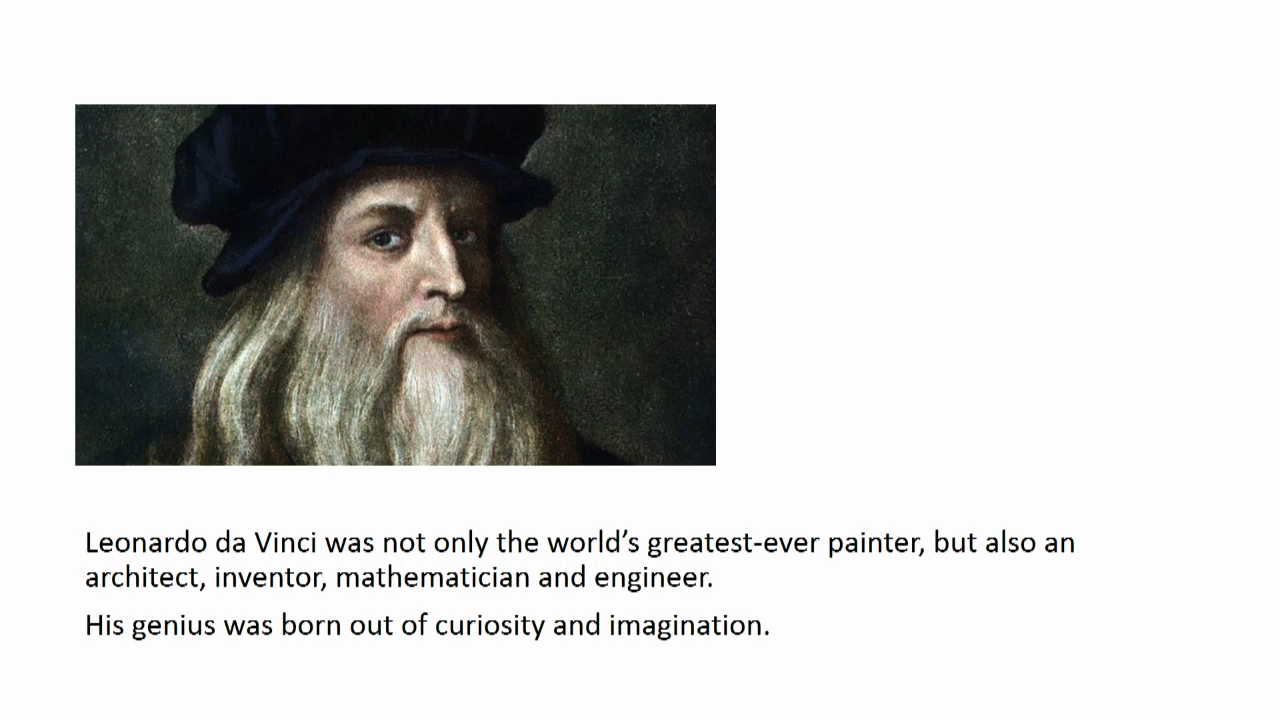 Leonardo da Vinci was not only the world’s greatest-ever painter, but also an
architect, inventor, mathematician and engineer.
His genius was born out of curiosity and imagination.